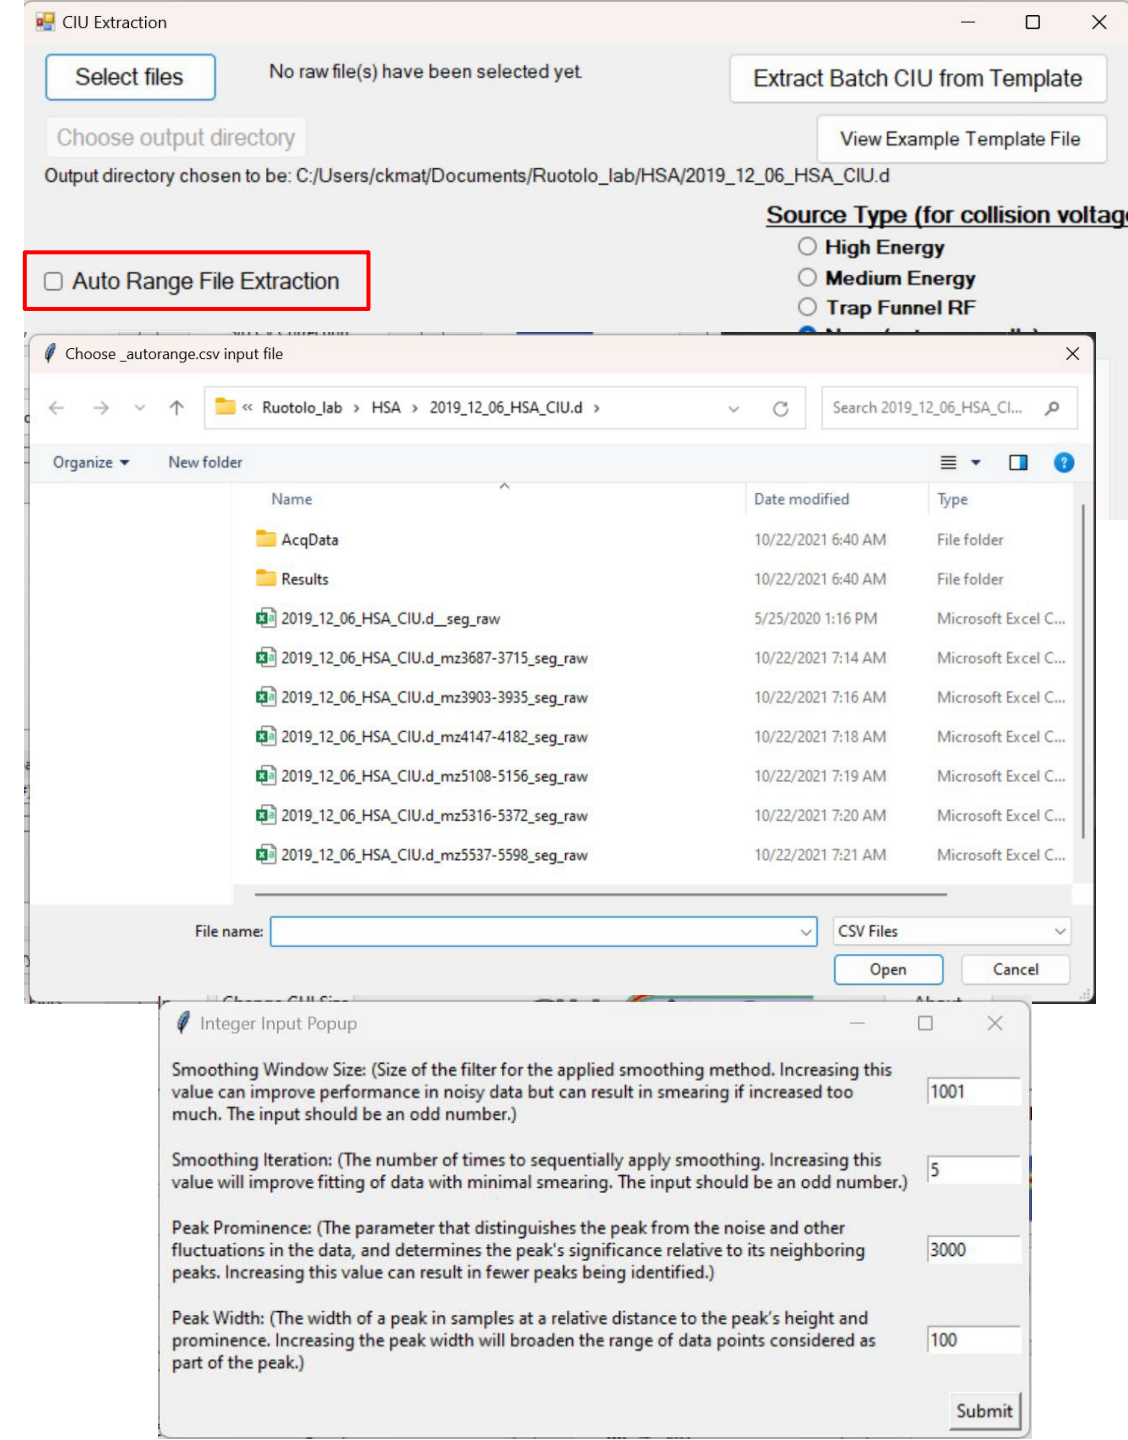 CIU Extraction
Select files
No raw file(s) have been selected yet.
Extract Batch CIU from Template
Choose output directory
View Example Template File
Output directory chosen to be: C:/Users/ckmat/Documents/Ruotolo_lab/HSA/2019_12_06_HSA_CIU.d
Source Type (for collision voltage
High Energy
Medium Energy
Trap Funnel RF
Auto Range File Extraction
Choose _autorange.csv input file
« Ruotolo_lab > HSA > 2019_12_06_HSA_CIU.d >
Search 2019_12_06_HSA_CI...
Organize
New folder
Name
Date modified
Type
AcqData 10/22/2021 6:40 AM File folder
Results 10/22/2021 6:40 AM File folder
2019_12_06_HSA_CIU.d__seg_raw 5/25/2020 1:16 PM Microsoft Excel C...
2019_12_06_HSA_CIU.d_mz3687-3715_seg_raw 10/22/2021 7:14 AM Microsoft Excel C...
2019_12_06_HSA_CIU.d_mz3903-3935_seg_raw 10/22/2021 7:16 AM Microsoft Excel C...
2019_12_06_HSA_CIU.d_mz4147-4182_seg_raw 10/22/2021 7:18 AM Microsoft Excel C...
2019_12_06_HSA_CIU.d_mz5108-5156_seg_raw 10/22/2021 7:19 AM Microsoft Excel C...
2019_12_06_HSA_CIU.d_mz5316-5372_seg_raw 10/22/2021 7:20 AM Microsoft Excel C...
2019_12_06_HSA_CIU.d_mz5537-5598_seg_raw 10/22/2021 7:21 AM Microsoft Excel C...
File name:
CSV Files
Open
Cancel
Change GUI Size
About
Integer Input Popup
Smoothing Window Size: (Size of the filter for the applied smoothing method. Increasing this
value can improve performance in noisy data but can result in smearing if increased too
much. The input should be an odd number.)
1001
Smoothing Iteration: (The number of times to sequentially apply smoothing. Increasing this
value will improve fitting of data with minimal smearing. The input should be an odd number.)
5
Peak Prominence: (The parameter that distinguishes the peak from the noise and other
fluctuations in the data, and determines the peak's significance relative to its neighboring
peaks. Increasing this value can result in fewer peaks being identified.)
3000
Peak Width: (The width of a peak in samples at a relative distance to the peak's height and
prominence. Increasing the peak width will broaden the range of data points considered as
part of the peak.)
100
Submit